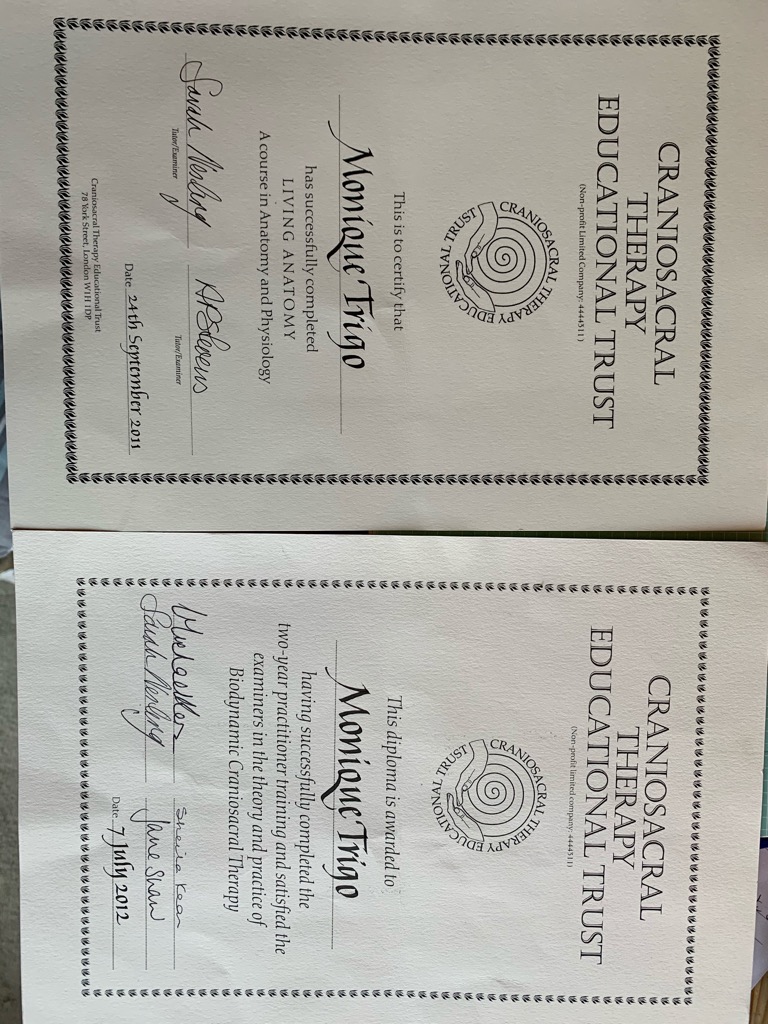 CRANIOSACRAL
THERAPY
EDUCATIONAL TRUST
(Non-profit Limited Company: 4444511)
CRANIOSACRAL THERAPY EDUCATIONAL TRUST
This is to certify that
Monique Trigo
has successfully completed
LIVING ANATOMY
A course in Anatomy and Physiology
Sarah
Tutor/Examiner
Tutor/Examiner
Date 24th September 2011
Craniosacral Therapy Educational Trust
78 York Street, London W1H 1DP
CRANIOSACRAL
THERAPY
EDUCATIONAL TRUST
(Non-profit limited company: 4444511)
CRANIOSACRAL THERAPY EDUCATIONAL TRUST
This diploma is awarded to
Monique Trigo
having successfully completed the
two-year practitioner training and satisfied the
examiners in the theory and practice of
Biodynamic Craniosacral Therapy
Sheila Kean
Sarah Jane Shaw
Date 7 July 2012